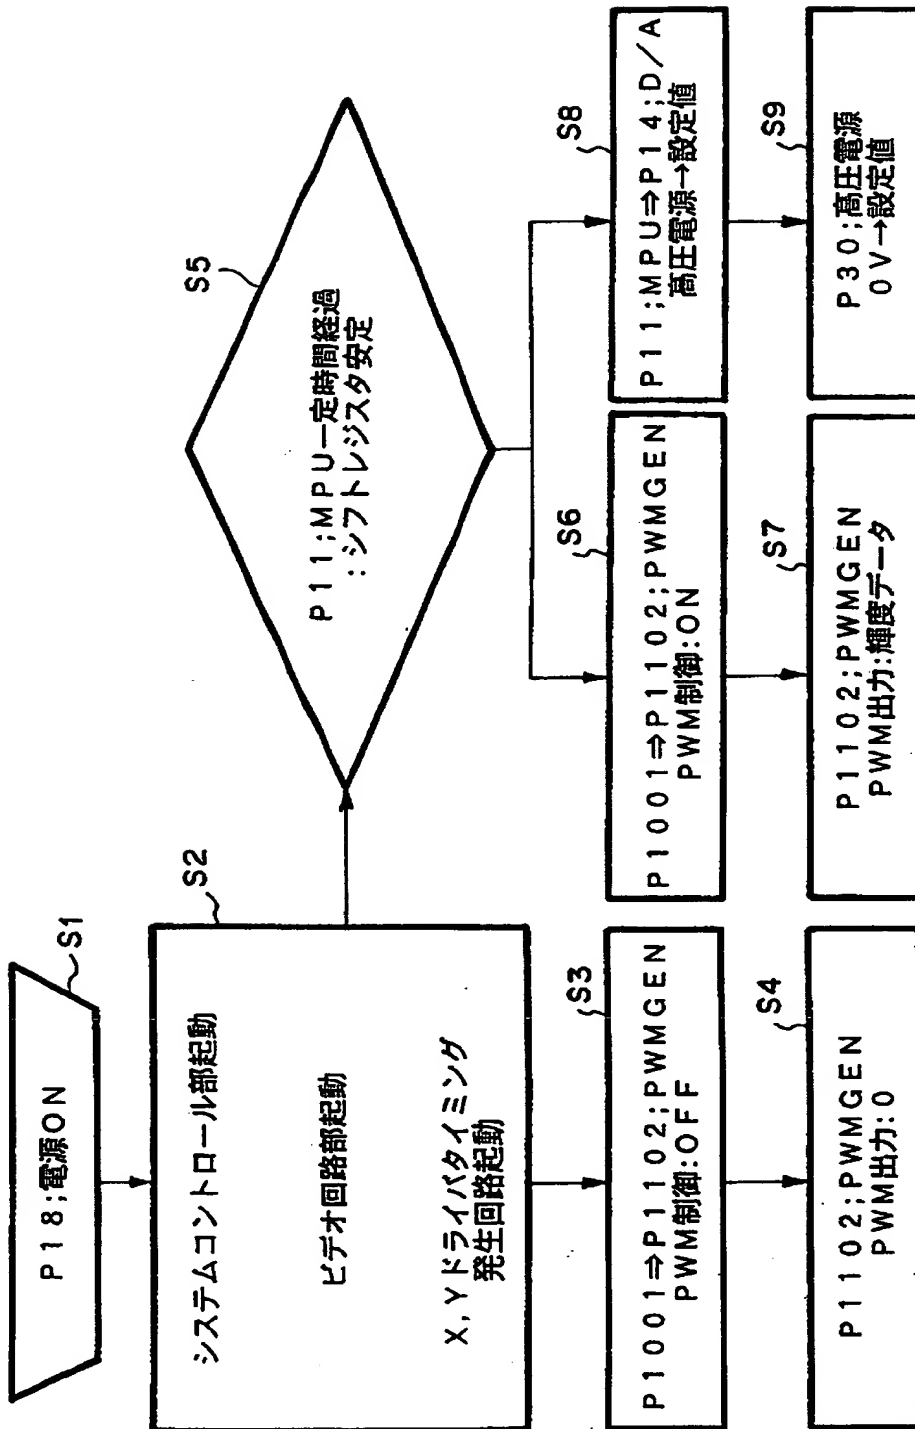 P18;電源ON
S1
システムコントロール部起動
ビデオ回路部起動
X,Yドライバタイミング
発生回路起動
S2
P1001⇒P1102;PWMGEN
PWM制御:OFF
S3
P1102;PWMGEN
PWM出力:0
S4
P11;MPU一定時間経過
:シフトレジスタ安定
S5
P1001⇒P1102;PWMGEN
PWM制御:ON
S6
P1102;PWMGEN
PWM出力:輝度データ
S7
P11;MPU⇒P14;D/A
高圧電源→設定値
S8
P30;高圧電源
0V→設定値
S9